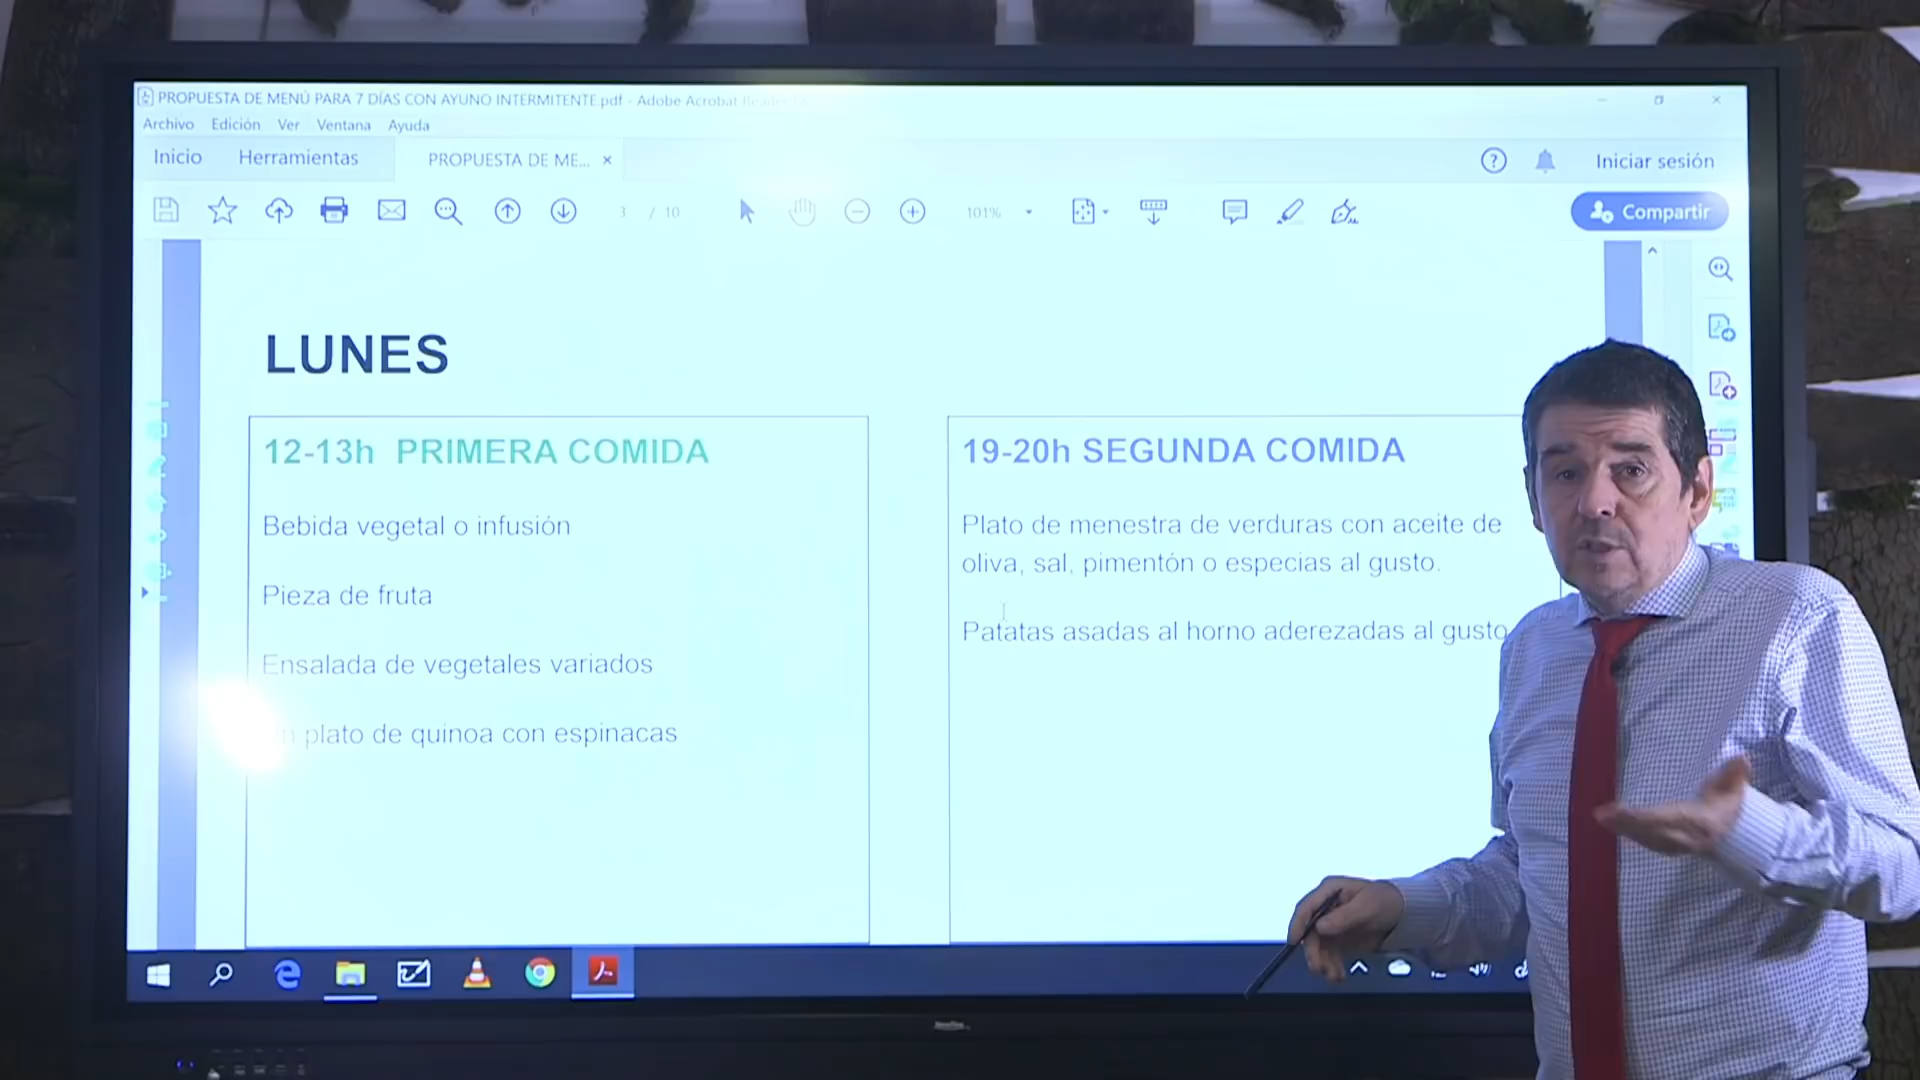 PROPUESTA DE MENÚ PARA 7 DÍAS CON AYUNO INTERMITENTE.pdf - Adobe Acrobat Reader
Archivo Edición Ver Ventana Ayuda
Inicio Herramientas PROPUESTA DE ME... Iniciar sesión
3 / 10 101% Compartir
LUNES
12-13h PRIMERA COMIDA
Bebida vegetal o infusión
Pieza de fruta
Ensalada de vegetales variados
plato de quinoa con espinacas
19-20h SEGUNDA COMIDA
Plato de menestra de verduras con aceite de
oliva, sal, pimentón o especias al gusto.
Patatas asadas al horno aderezadas al gusto